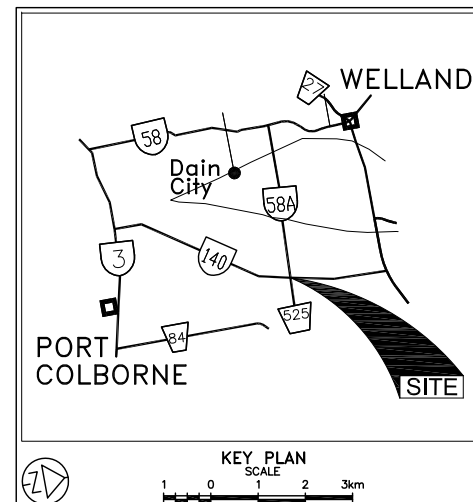 27
WELLAND
58
Dain
City
58A
3
140
525
84
PORT
COLBORNE
SITE
Z
KEY PLAN
SCALE
1 0 1 2 3km